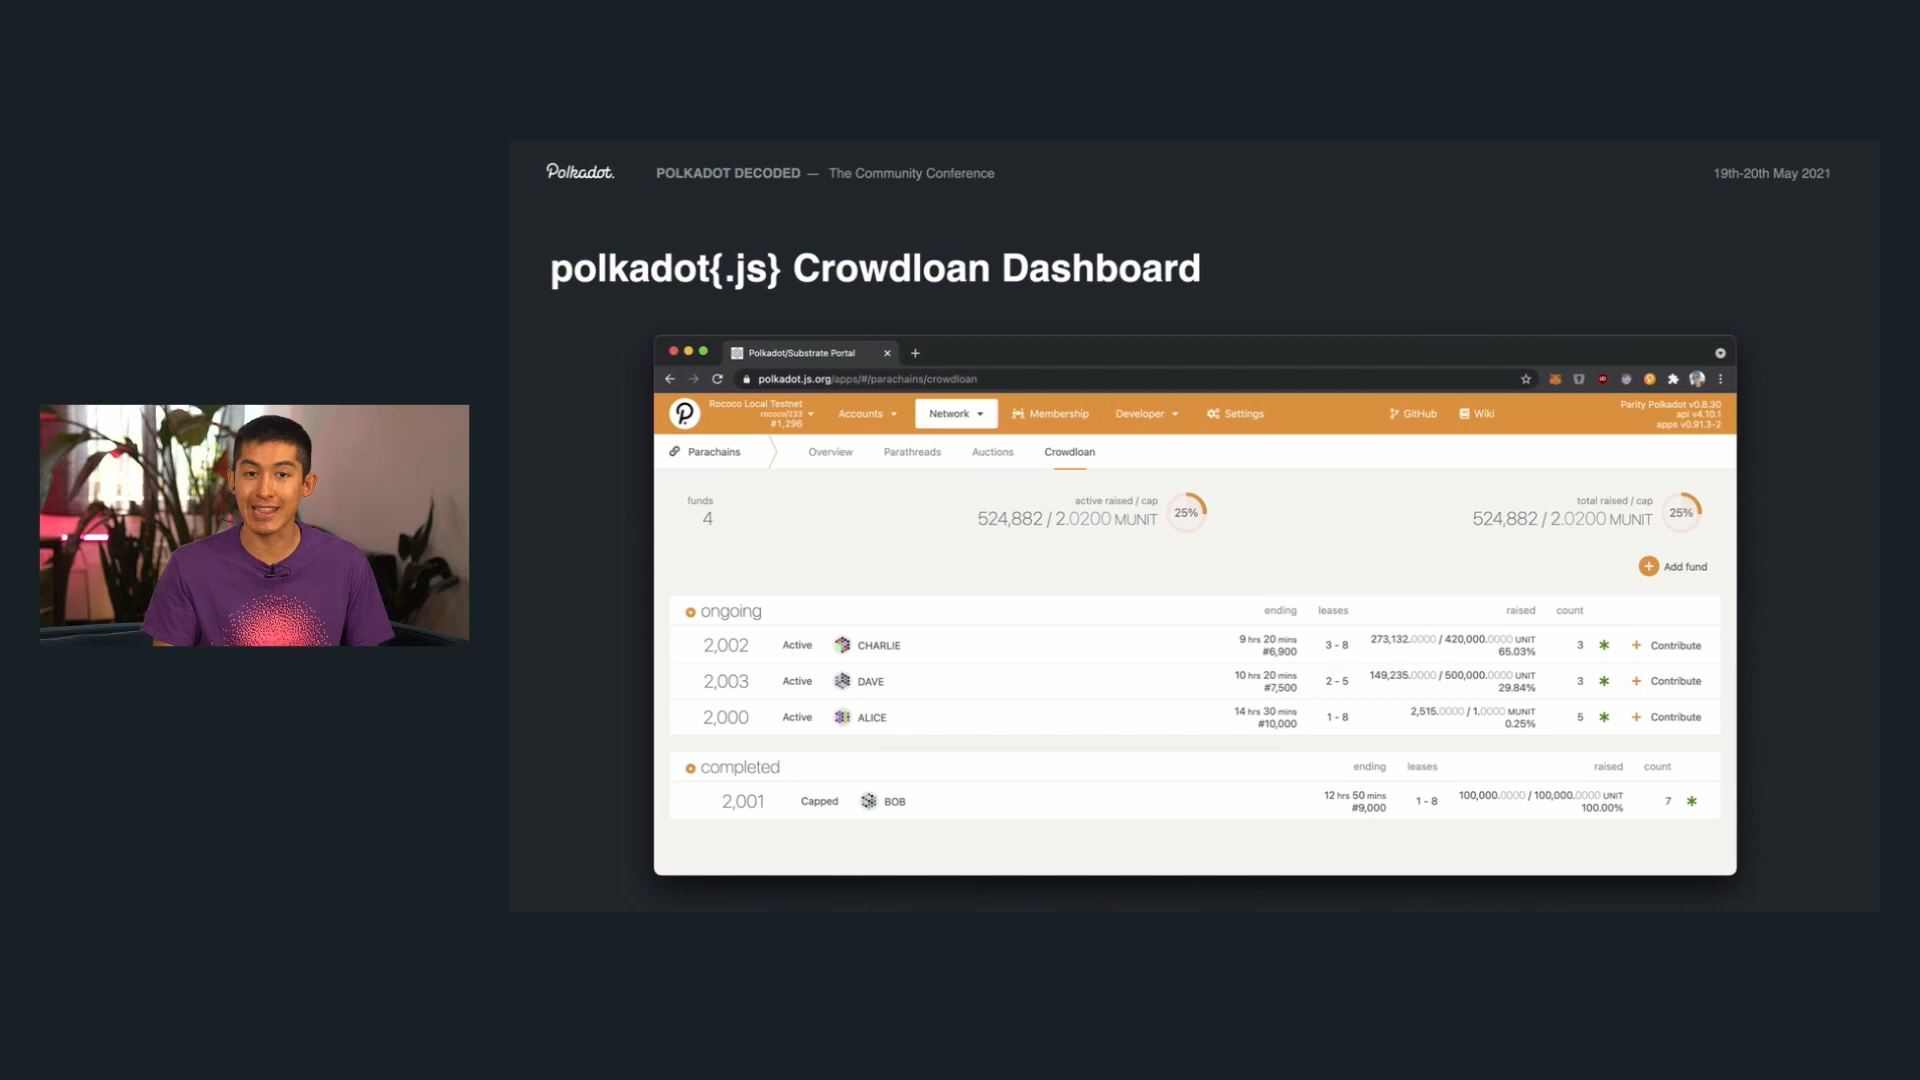 Polkadot. POLKADOT DECODED — The Community Conference 19th-20th May 2021
polkadot{.js} Crowdloan Dashboard
Polkadot/Substrate Portal
polkadot.js.org/apps/#/parachains/crowdloan
Rococo Local Testnet
rococo/233
#1,296
Accounts Network Membership Developer Settings GitHub Wiki
Parity Polkadot v0.8.30
api v4.10.1
apps v0.91.3-2
Parachains Overview Parathreads Auctions Crowdloan
funds
4
active raised / cap
524,882 / 2.0200 MUNIT
25%
total raised / cap
524,882 / 2.0200 MUNIT
25%
Add fund
ongoing ending leases raised count
2,002 Active CHARLIE 9 hrs 20 mins 3 - 8 273,132.0000 / 420,000.0000 UNIT 3 Contribute
#6,900 65.03%
2,003 Active DAVE 10 hrs 20 mins 2 - 5 149,235.0000 / 500,000.0000 UNIT 3 Contribute
#7,500 29.84%
2,000 Active ALICE 14 hrs 30 mins 1 - 8 2,515.0000 / 1.0000 MUNIT 5 Contribute
#10,000 0.25%
completed ending leases raised count
2,001 Capped BOB 12 hrs 50 mins 1 - 8 100,000.0000 / 100,000.0000 UNIT 7
#9,000 100.00%